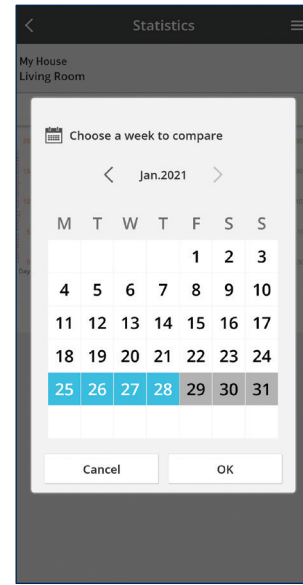 Statistics
My House
Living Room
Choose a week to compare
Jan.2021
M T W T F S S
1 2 3
4 5 6 7 8 9 10
11 12 13 14 15 16 17
18 19 20 21 22 23 24
25 26 27 28 29 30 31
Cancel OK